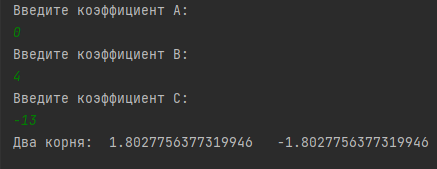 Введите коэффициент A:
0
Введите коэффициент B:
4
Введите коэффициент C:
-13
Два корня:  1.8027756377319946   -1.8027756377319946